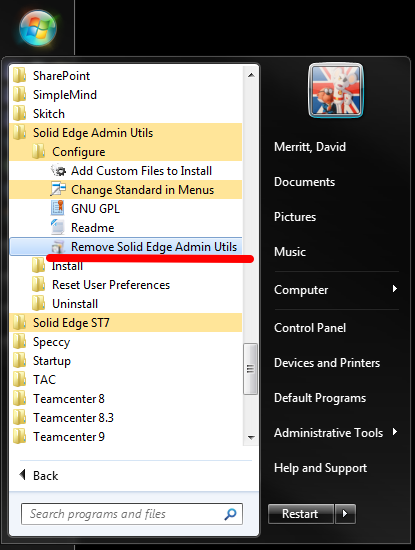 SharePoint
SimpleMind
Skitch
Solid Edge Admin Utils
Configure
Add Custom Files to Install
Change Standard in Menus
GNU GPL
Readme
Remove Solid Edge Admin Utils
Install
Reset User Preferences
Uninstall
Solid Edge ST7
Speccy
Startup
TAC
Teamcenter 8
Teamcenter 8.3
Teamcenter 9
Back
Search programs and files
Merritt, David
Documents
Pictures
Music
Computer
Control Panel
Devices and Printers
Default Programs
Administrative Tools
Help and Support
Restart